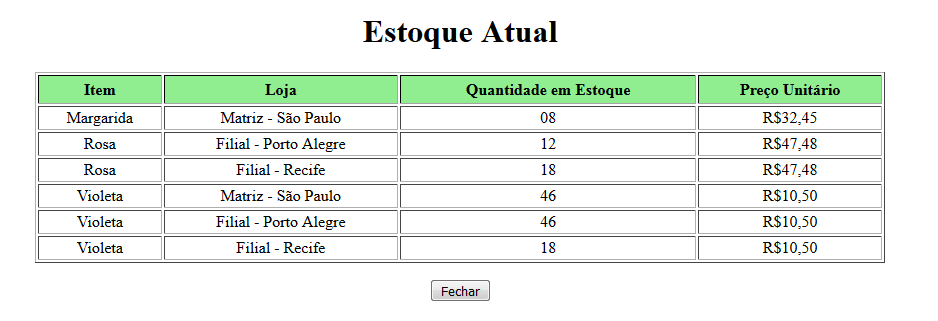 Estoque Atual
Item Loja Quantidade em Estoque Preço Unitário
Margarida Matriz - São Paulo 08 R$32,45
Rosa Filial - Porto Alegre 12 R$47,48
Rosa Filial - Recife 18 R$47,48
Violeta Matriz - São Paulo 46 R$10,50
Violeta Filial - Porto Alegre 46 R$10,50
Violeta Filial - Recife 18 R$10,50
Fechar